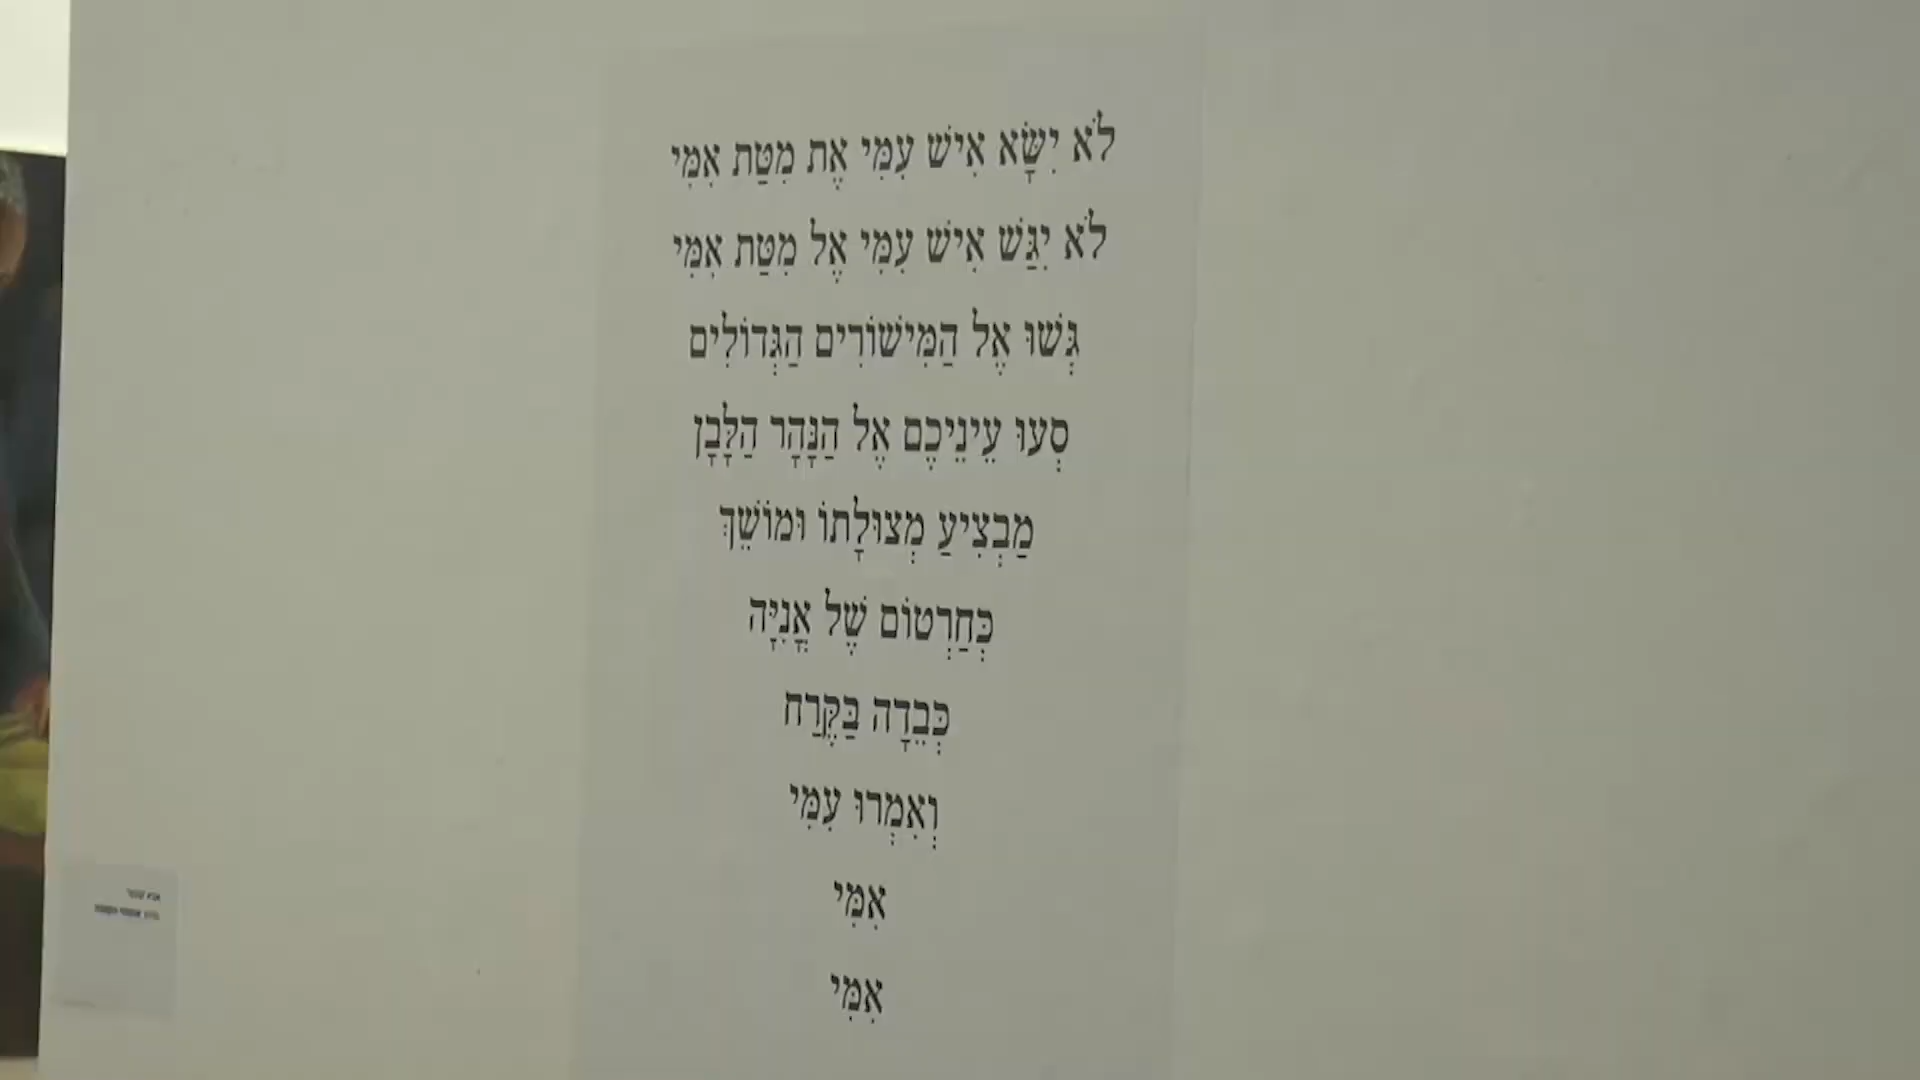 לֹא יִשָּׂא אִישׁ עִמִּי אֶת מִטַּת אִמִּי
לֹא יִגַּשׁ אִישׁ עִמִּי אֶל מִטַּת אִמִּי
גְּשׁוּ אֶל הַמִּישׁוֹרִים הַגְּדוֹלִים
סְעוּ עֵינֵיכֶם אֶל הַנָּהָר הַלָּבָן
מַבְצִיעַ מְצוּלָתוֹ וּמוֹשֵׁךְ
כְּחַרְטוֹם שֶׁל אֳנִיָּה
כְּבֵדָה בַּקֶּרַח
וְאִמְרוּ עִמִּי
אִמִּי
אִמִּי